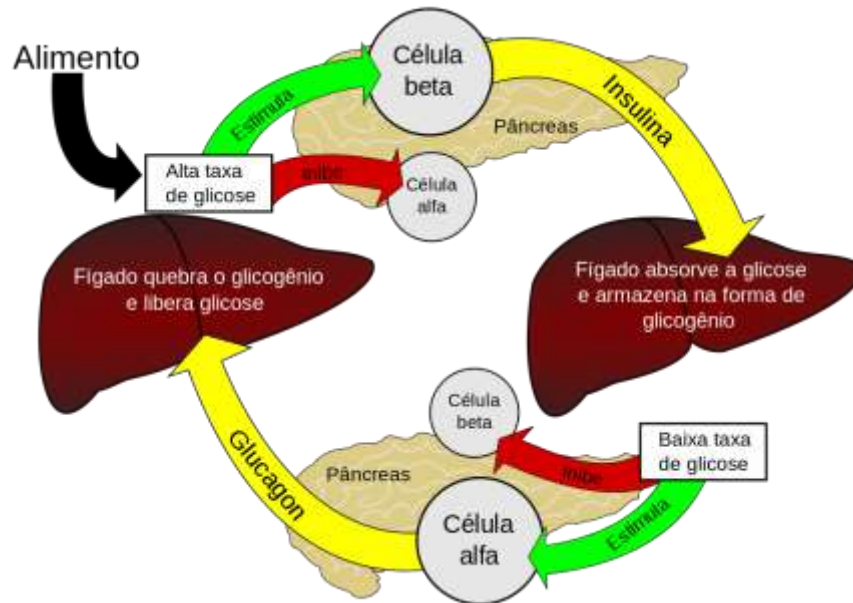 Alimento
Célula
beta
Estimula
Insulina
Pâncreas
Alta taxa
de glicose
Inibe
Célula
alfa
Fígado quebra o glicogênio
e libera glicose
Fígado absorve a glicose
e armazena na forma de
glicogênio
Célula
beta
Baixa taxa
de glicose
Inibe
Pâncreas
Glucagon
Célula
alfa
Estimula